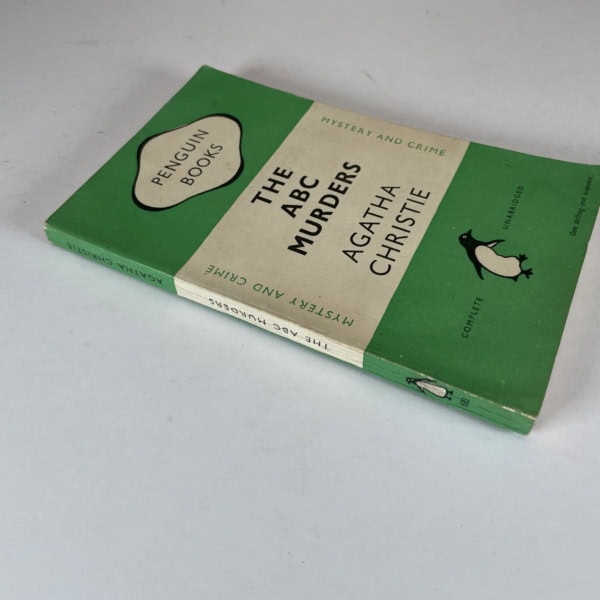 PENGUIN
BOOKS
MYSTERY AND CRIME
THE
ABC
MURDERS
AGATHA
CHRISTIE
MYSTERY AND CRIME
COMPLETE
UNABRIDGED
One shilling and
AGATHA CHRISTIE
THE ABC MURDERS